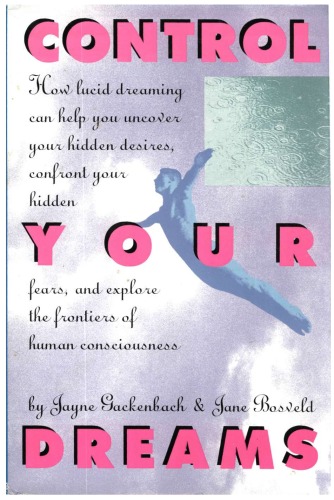 CONTROL
How lucid dreaming
can help you uncover
your hidden desires,
confront your
hidden
YOUR
fears, and explore
the frontiers of
human consciousness
by Jayne Gackenbach & Jane Bosveld
DREAMS